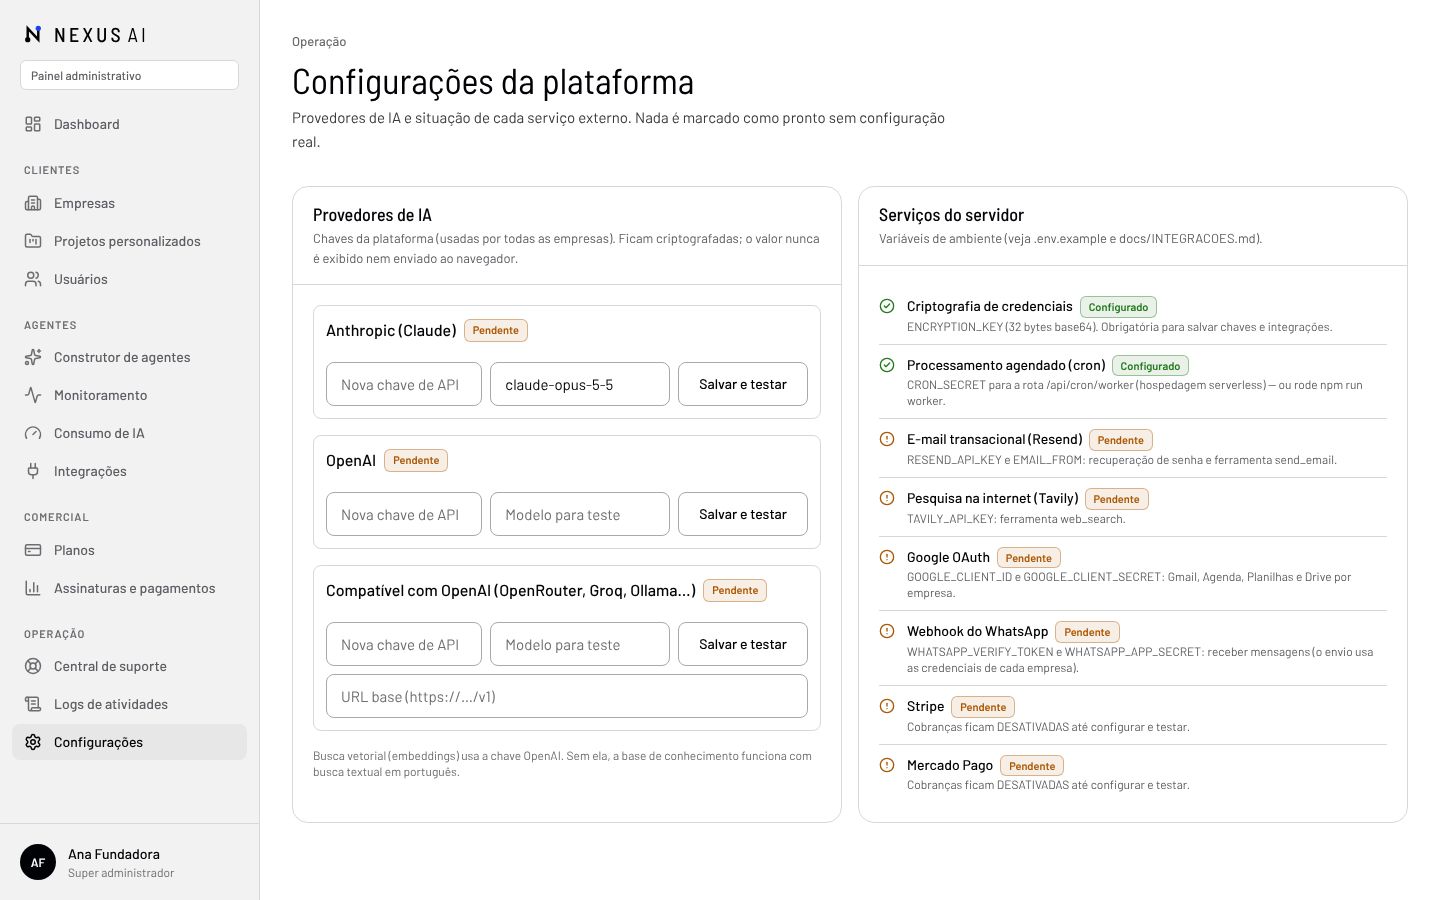 NEXUS AI
Painel administrativo
Dashboard
CLIENTES
Empresas
Projetos personalizados
Usuários
AGENTES
Construtor de agentes
Monitoramento
Consumo de IA
Integrações
COMERCIAL
Planos
Assinaturas e pagamentos
OPERAÇÃO
Central de suporte
Logs de atividades
Configurações
AF
Ana Fundadora
Super administrador
Operação
Configurações da plataforma
Provedores de IA e situação de cada serviço externo. Nada é marcado como pronto sem configuração
real.
Provedores de IA
Chaves da plataforma (usadas por todas as empresas). Ficam criptografadas; o valor nunca
é exibido nem enviado ao navegador.
Anthropic (Claude) Pendente
Nova chave de API claude-opus-5-5 Salvar e testar
OpenAI Pendente
Nova chave de API Modelo para teste Salvar e testar
Compatível com OpenAI (OpenRouter, Groq, Ollama...) Pendente
Nova chave de API Modelo para teste Salvar e testar
URL base (https://.../v1)
Busca vetorial (embeddings) usa a chave OpenAI. Sem ela, a base de conhecimento funciona com
busca textual em português.
Serviços do servidor
Variáveis de ambiente (veja .env.example e docs/INTEGRACOES.md).
Criptografia de credenciais Configurado
ENCRYPTION_KEY (32 bytes base64). Obrigatória para salvar chaves e integrações.
Processamento agendado (cron) Configurado
CRON_SECRET para a rota /api/cron/worker (hospedagem serverless) — ou rode npm run
worker.
E-mail transacional (Resend) Pendente
RESEND_API_KEY e EMAIL_FROM: recuperação de senha e ferramenta send_email.
Pesquisa na internet (Tavily) Pendente
TAVILY_API_KEY: ferramenta web_search.
Google OAuth Pendente
GOOGLE_CLIENT_ID e GOOGLE_CLIENT_SECRET: Gmail, Agenda, Planilhas e Drive por
empresa.
Webhook do WhatsApp Pendente
WHATSAPP_VERIFY_TOKEN e WHATSAPP_APP_SECRET: receber mensagens (o envio usa
as credenciais de cada empresa).
Stripe Pendente
Cobranças ficam DESATIVADAS até configurar e testar.
Mercado Pago Pendente
Cobranças ficam DESATIVADAS até configurar e testar.